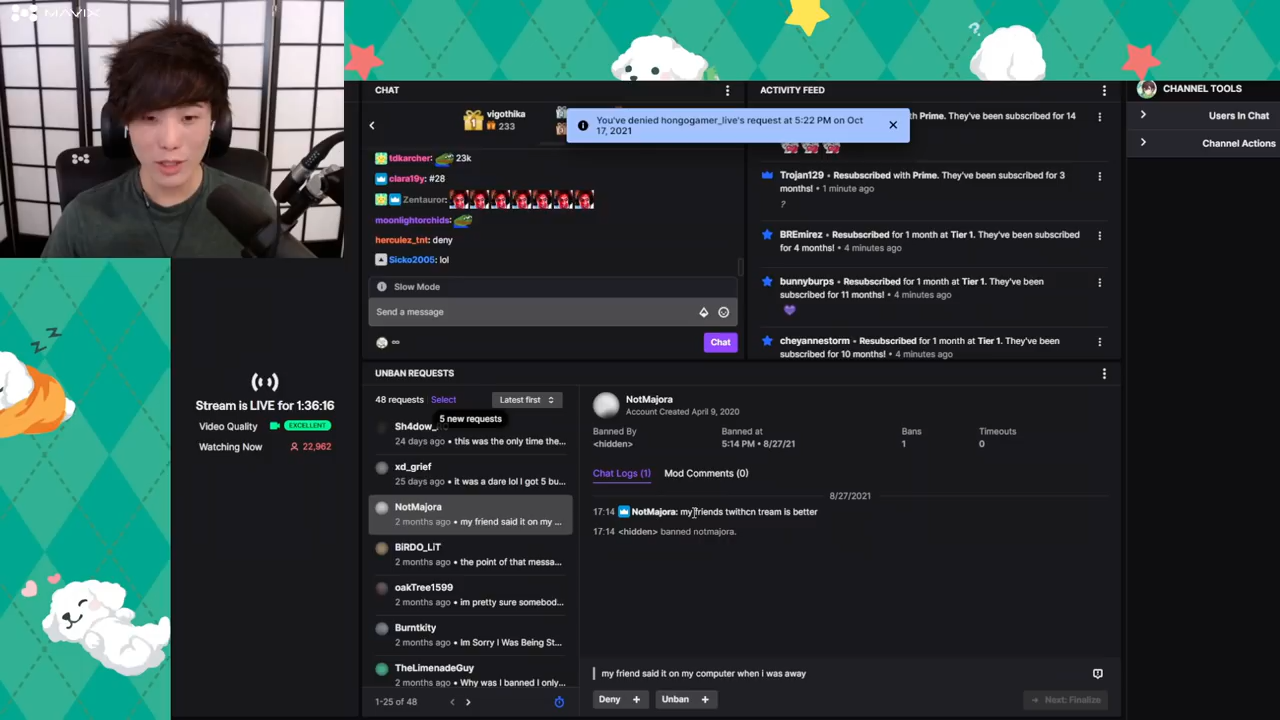 MAVIX
CHAT
vigothika
1
233
tdkarcher: 23k
clara19y: #28
Zentauror:
moonlightorchids:
herculez_tnt: deny
Sicko2005: lol
Slow Mode
Send a message
Chat
You've denied hongogamer_live's request at 5:22 PM on Oct
17, 2021
ACTIVITY FEED
with Prime. They've been subscribed for 14
Trojan129 • Resubscribed with Prime. They've been subscribed for 3
months! • 1 minute ago
?
BREmirez • Resubscribed for 1 month at Tier 1. They've been subscribed
for 4 months! • 4 minutes ago
bunnyburps • Resubscribed for 1 month at Tier 1. They've been
subscribed for 11 months! • 4 minutes ago
cheyannestorm • Resubscribed for 1 month at Tier 1. They've been
subscribed for 10 months! • 4 minutes ago
CHANNEL TOOLS
Users In Chat
Channel Actions
Stream is LIVE for 1:36:16
Video Quality EXCELLENT
Watching Now 22,962
UNBAN REQUESTS
48 requests Select Latest first
5 new requests
Sh4dow_
24 days ago • this was the only time the...
xd_grief
25 days ago • it was a dare lol I got 5 bu...
NotMajora
2 months ago • my friend said it on my ...
BiRDO_LiT
2 months ago • the point of that messa...
oakTree1599
2 months ago • im pretty sure somebod...
Burntkity
2 months ago • Im Sorry I Was Being St...
TheLimenadeGuy
2 months ago • Why was I banned I only...
1-25 of 48
NotMajora
Account Created April 9, 2020
Banned By Banned at Bans Timeouts
<hidden> 5:14 PM • 8/27/21 1 0
Chat Logs (1) Mod Comments (0)
8/27/2021
17:14 NotMajora: my friends twithcn tream is better
17:14 <hidden> banned notmajora.
my friend said it on my computer when i was away
Deny + Unban + Next: Finalize